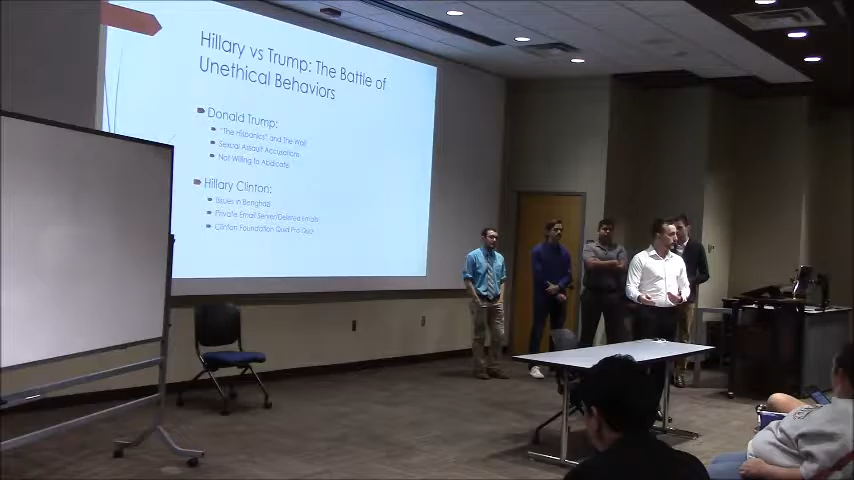 Hillary vs Trump: The Battle of
Unethical Behaviors
Donald Trump:
"The Hispanics" and The Wall
Sexual Assault Accusations
Not Willing to Abdicate
Hillary Clinton:
Issues in Benghazi
Private Email Server/Deleted Emails
Clinton Foundation Quid Pro Quo